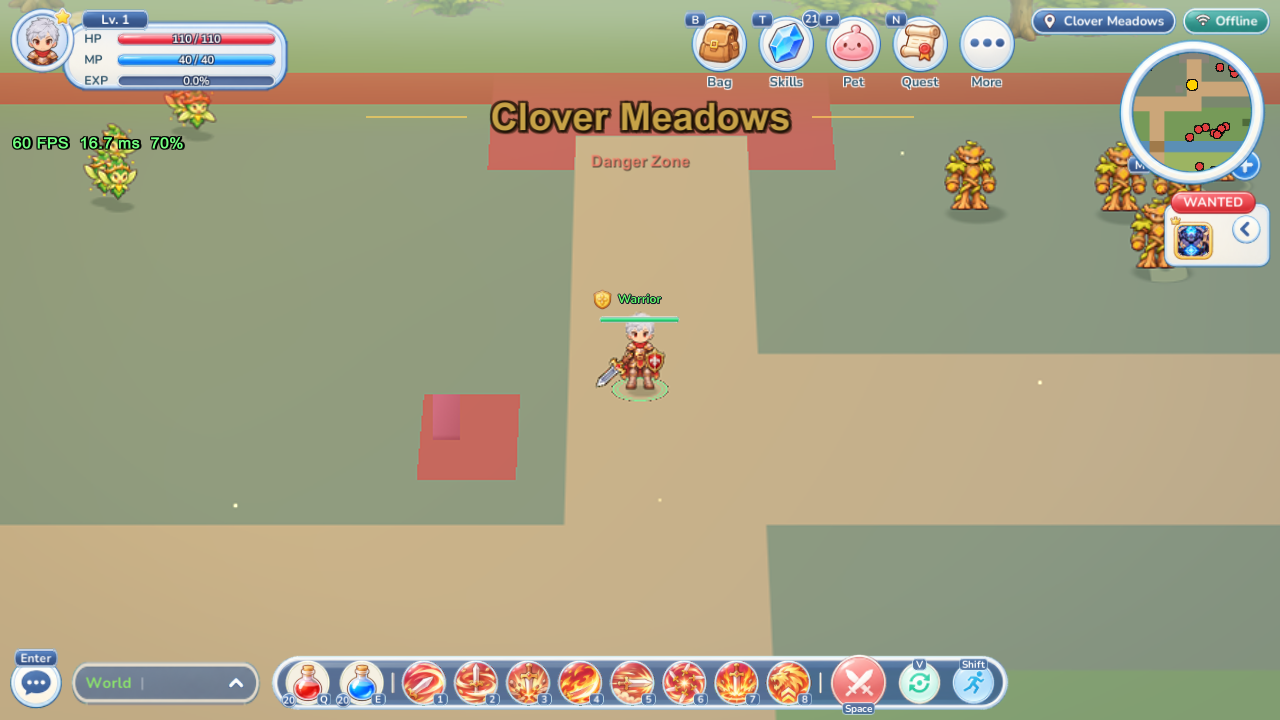 Lv. 1
HP 110/110
MP 40/40
EXP 0.0%
60 FPS 16.7 ms 70%
B
Bag
T
Skills
21
P
Pet
N
Quest
More
Clover Meadows
Offline
M
WANTED
Clover Meadows
Danger Zone
Warrior
Enter
World
20 Q
20 E
1
2
3
4
5
6
7
8
Space
V
Shift